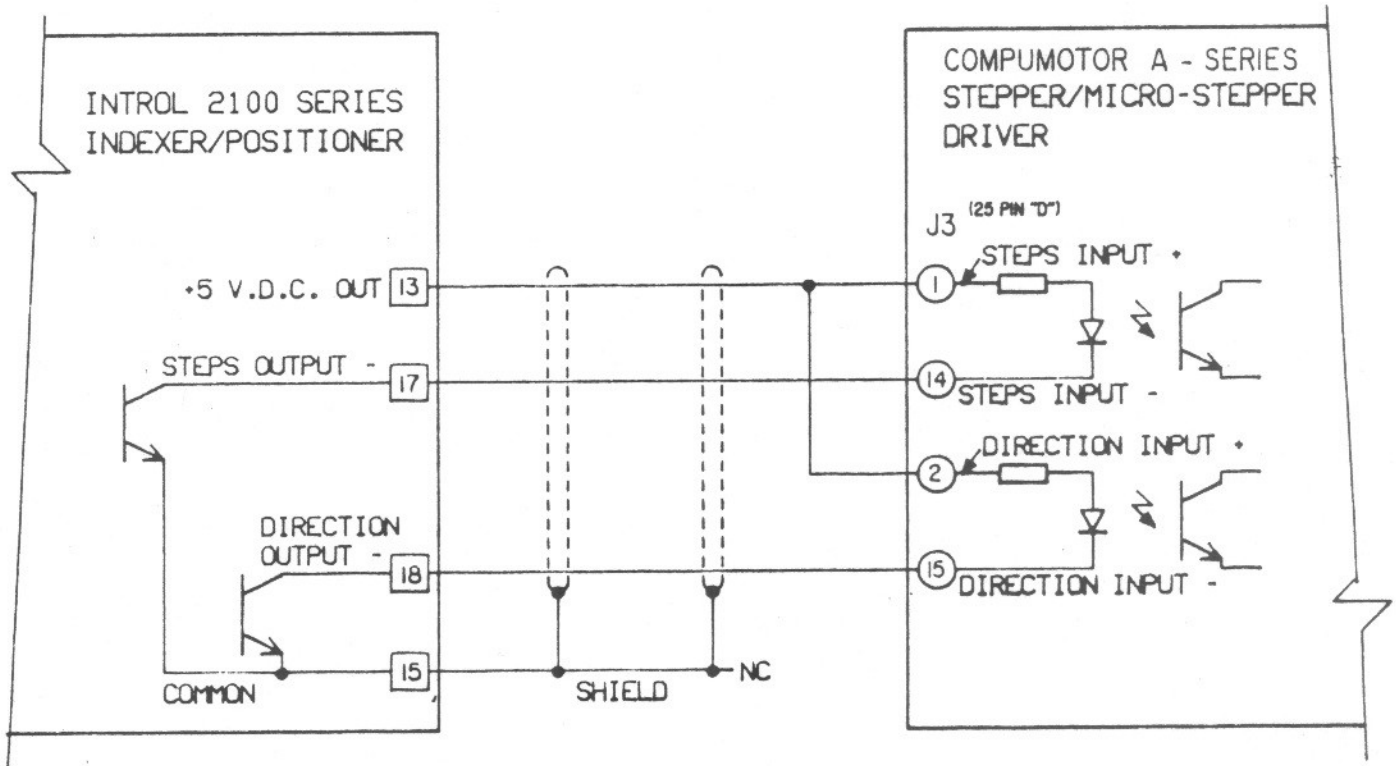 INTROL 2100 SERIES
INDEXER/POSITIONER
+5 V.D.C. OUT
13
STEPS OUTPUT -
17
DIRECTION
OUTPUT -
18
15
COMMON
SHIELD
NC
COMPUMOTOR A - SERIES
STEPPER/MICRO-STEPPER
DRIVER
J3 (25 PIN "D")
STEPS INPUT +
1
14
STEPS INPUT -
DIRECTION INPUT +
2
15
DIRECTION INPUT -